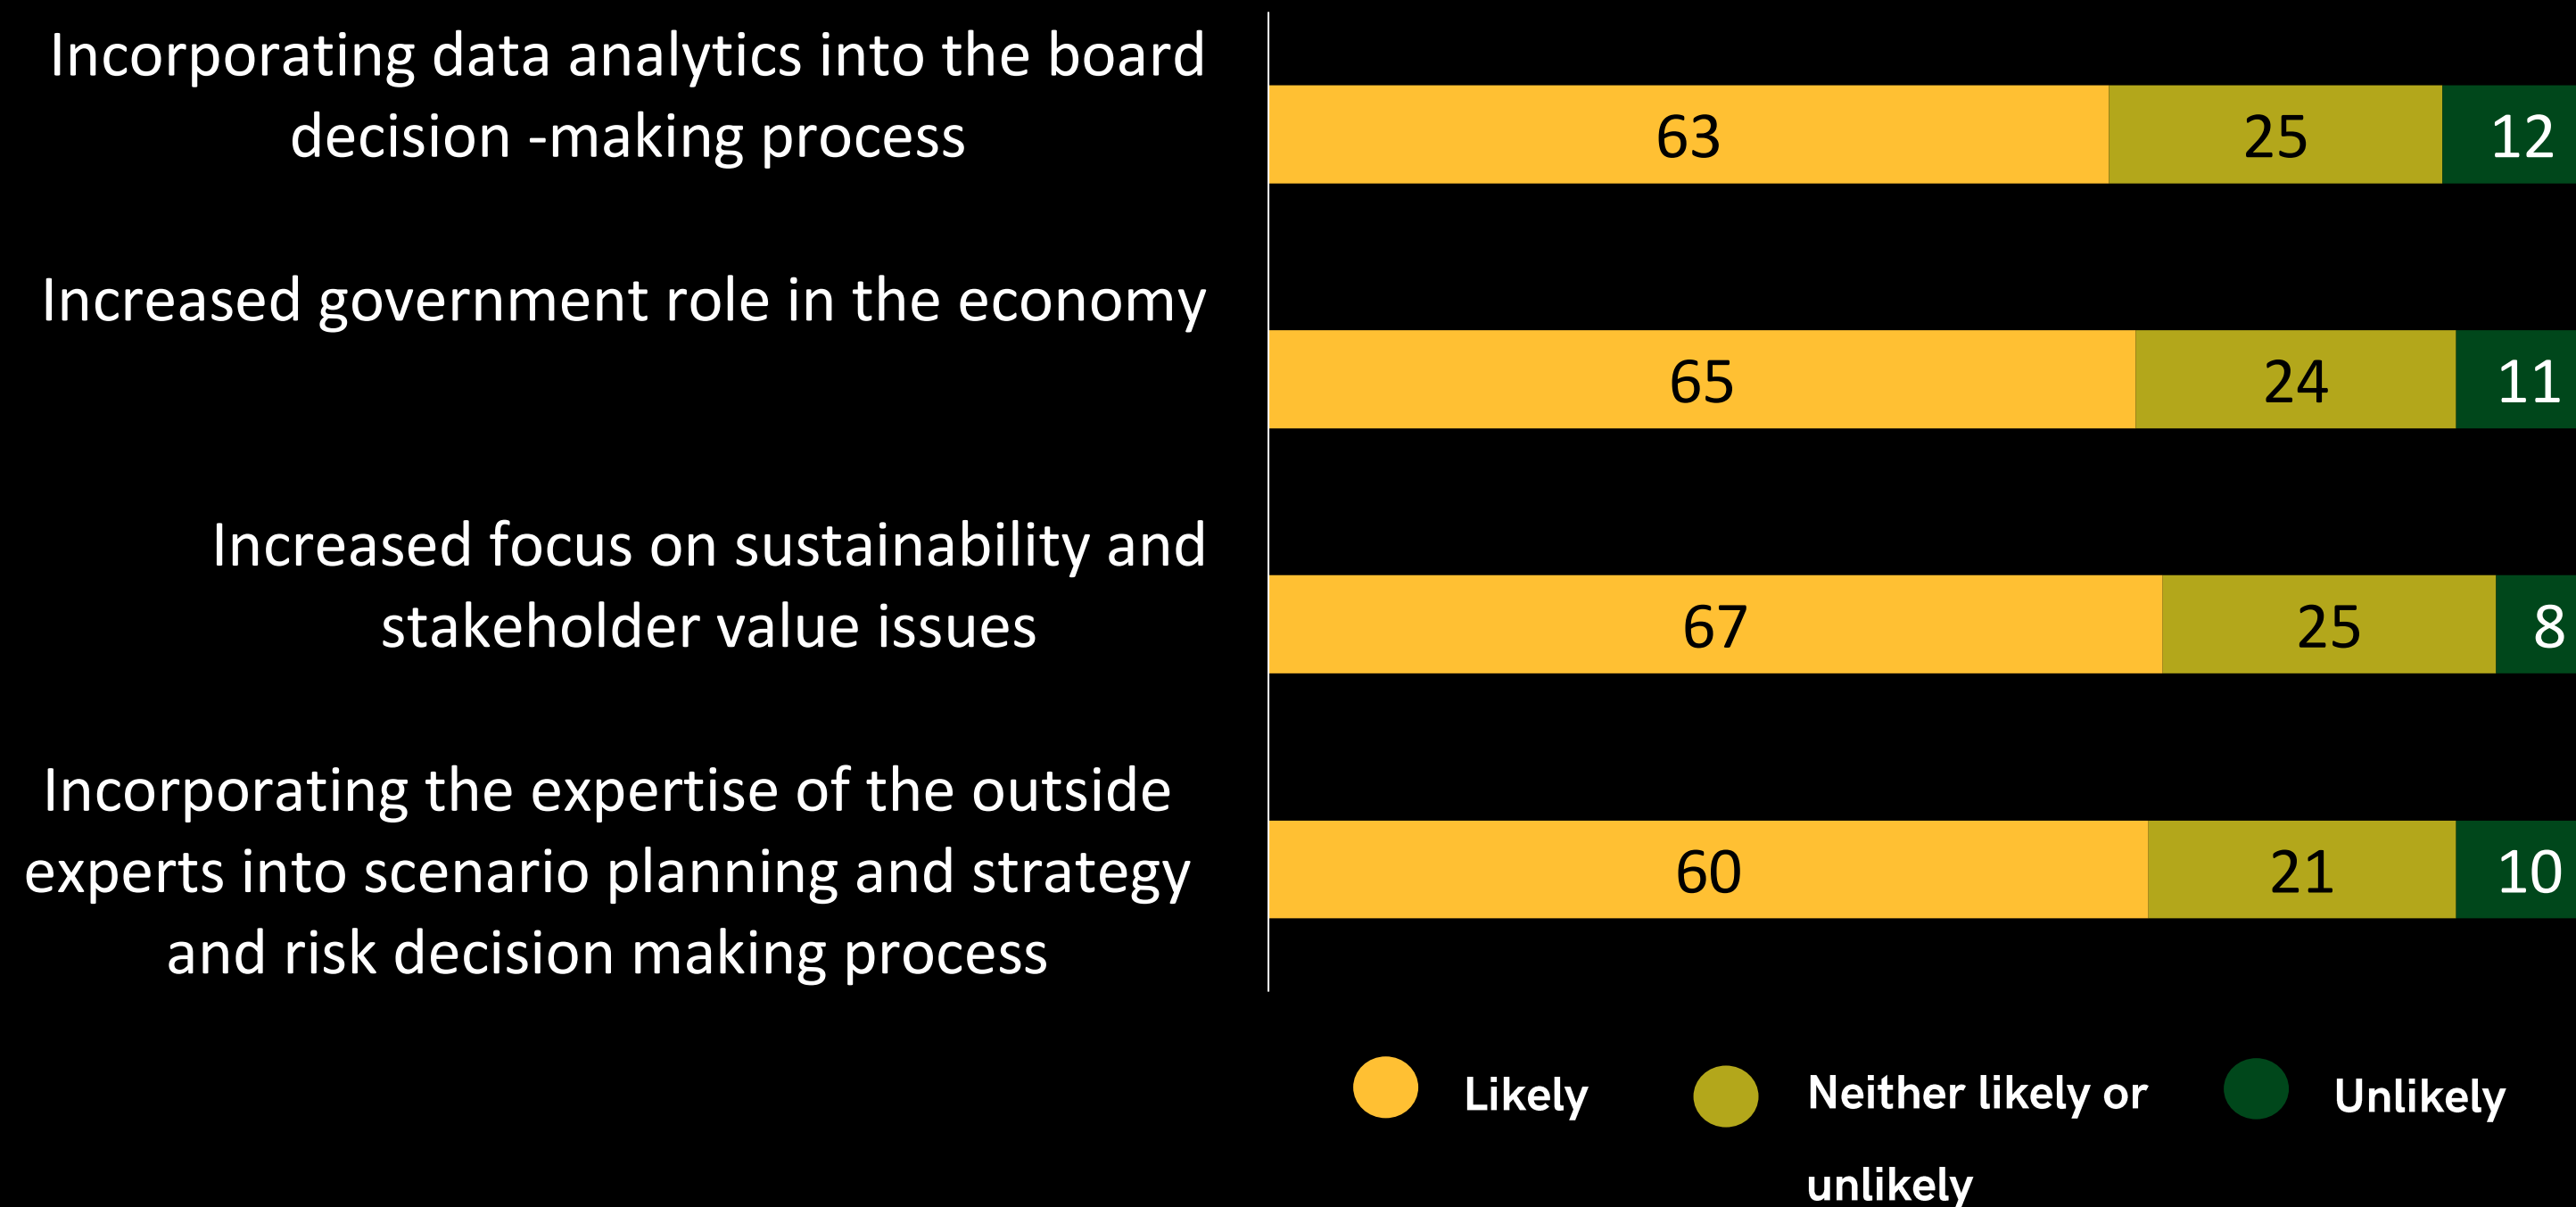 Incorporating data analytics into the board
decision -making process
63 25 12
Increased government role in the economy
65 24 11
Increased focus on sustainability and
stakeholder value issues
67 25 8
Incorporating the expertise of the outside
experts into scenario planning and strategy
and risk decision making process
60 21 10
Likely
Neither likely or
unlikely
Unlikely